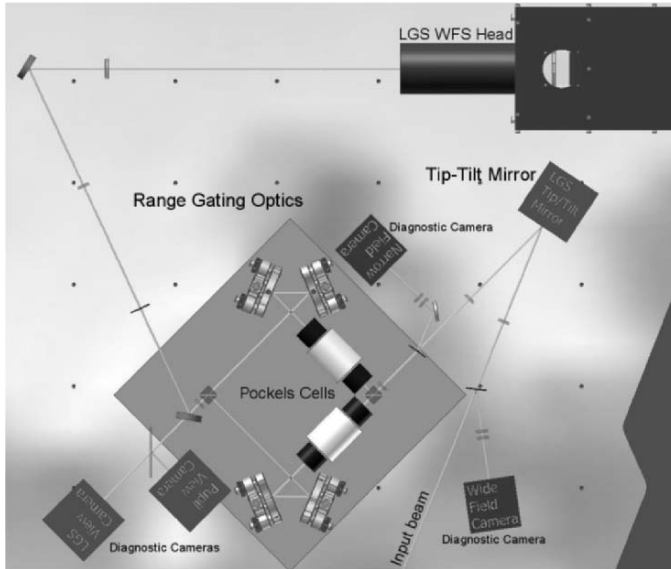 LGS WFS Head
Tip-Tilt Mirror
LGS
Tip/Tilt
Mirror
Range Gating Optics
Diagnostic Camera
Narrow
Field
Camera
Pockels Cells
LGS
View
Camera
Pupil
View
Camera
Diagnostic Cameras
Input beam
Wide
Field
Camera
Diagnostic Camera